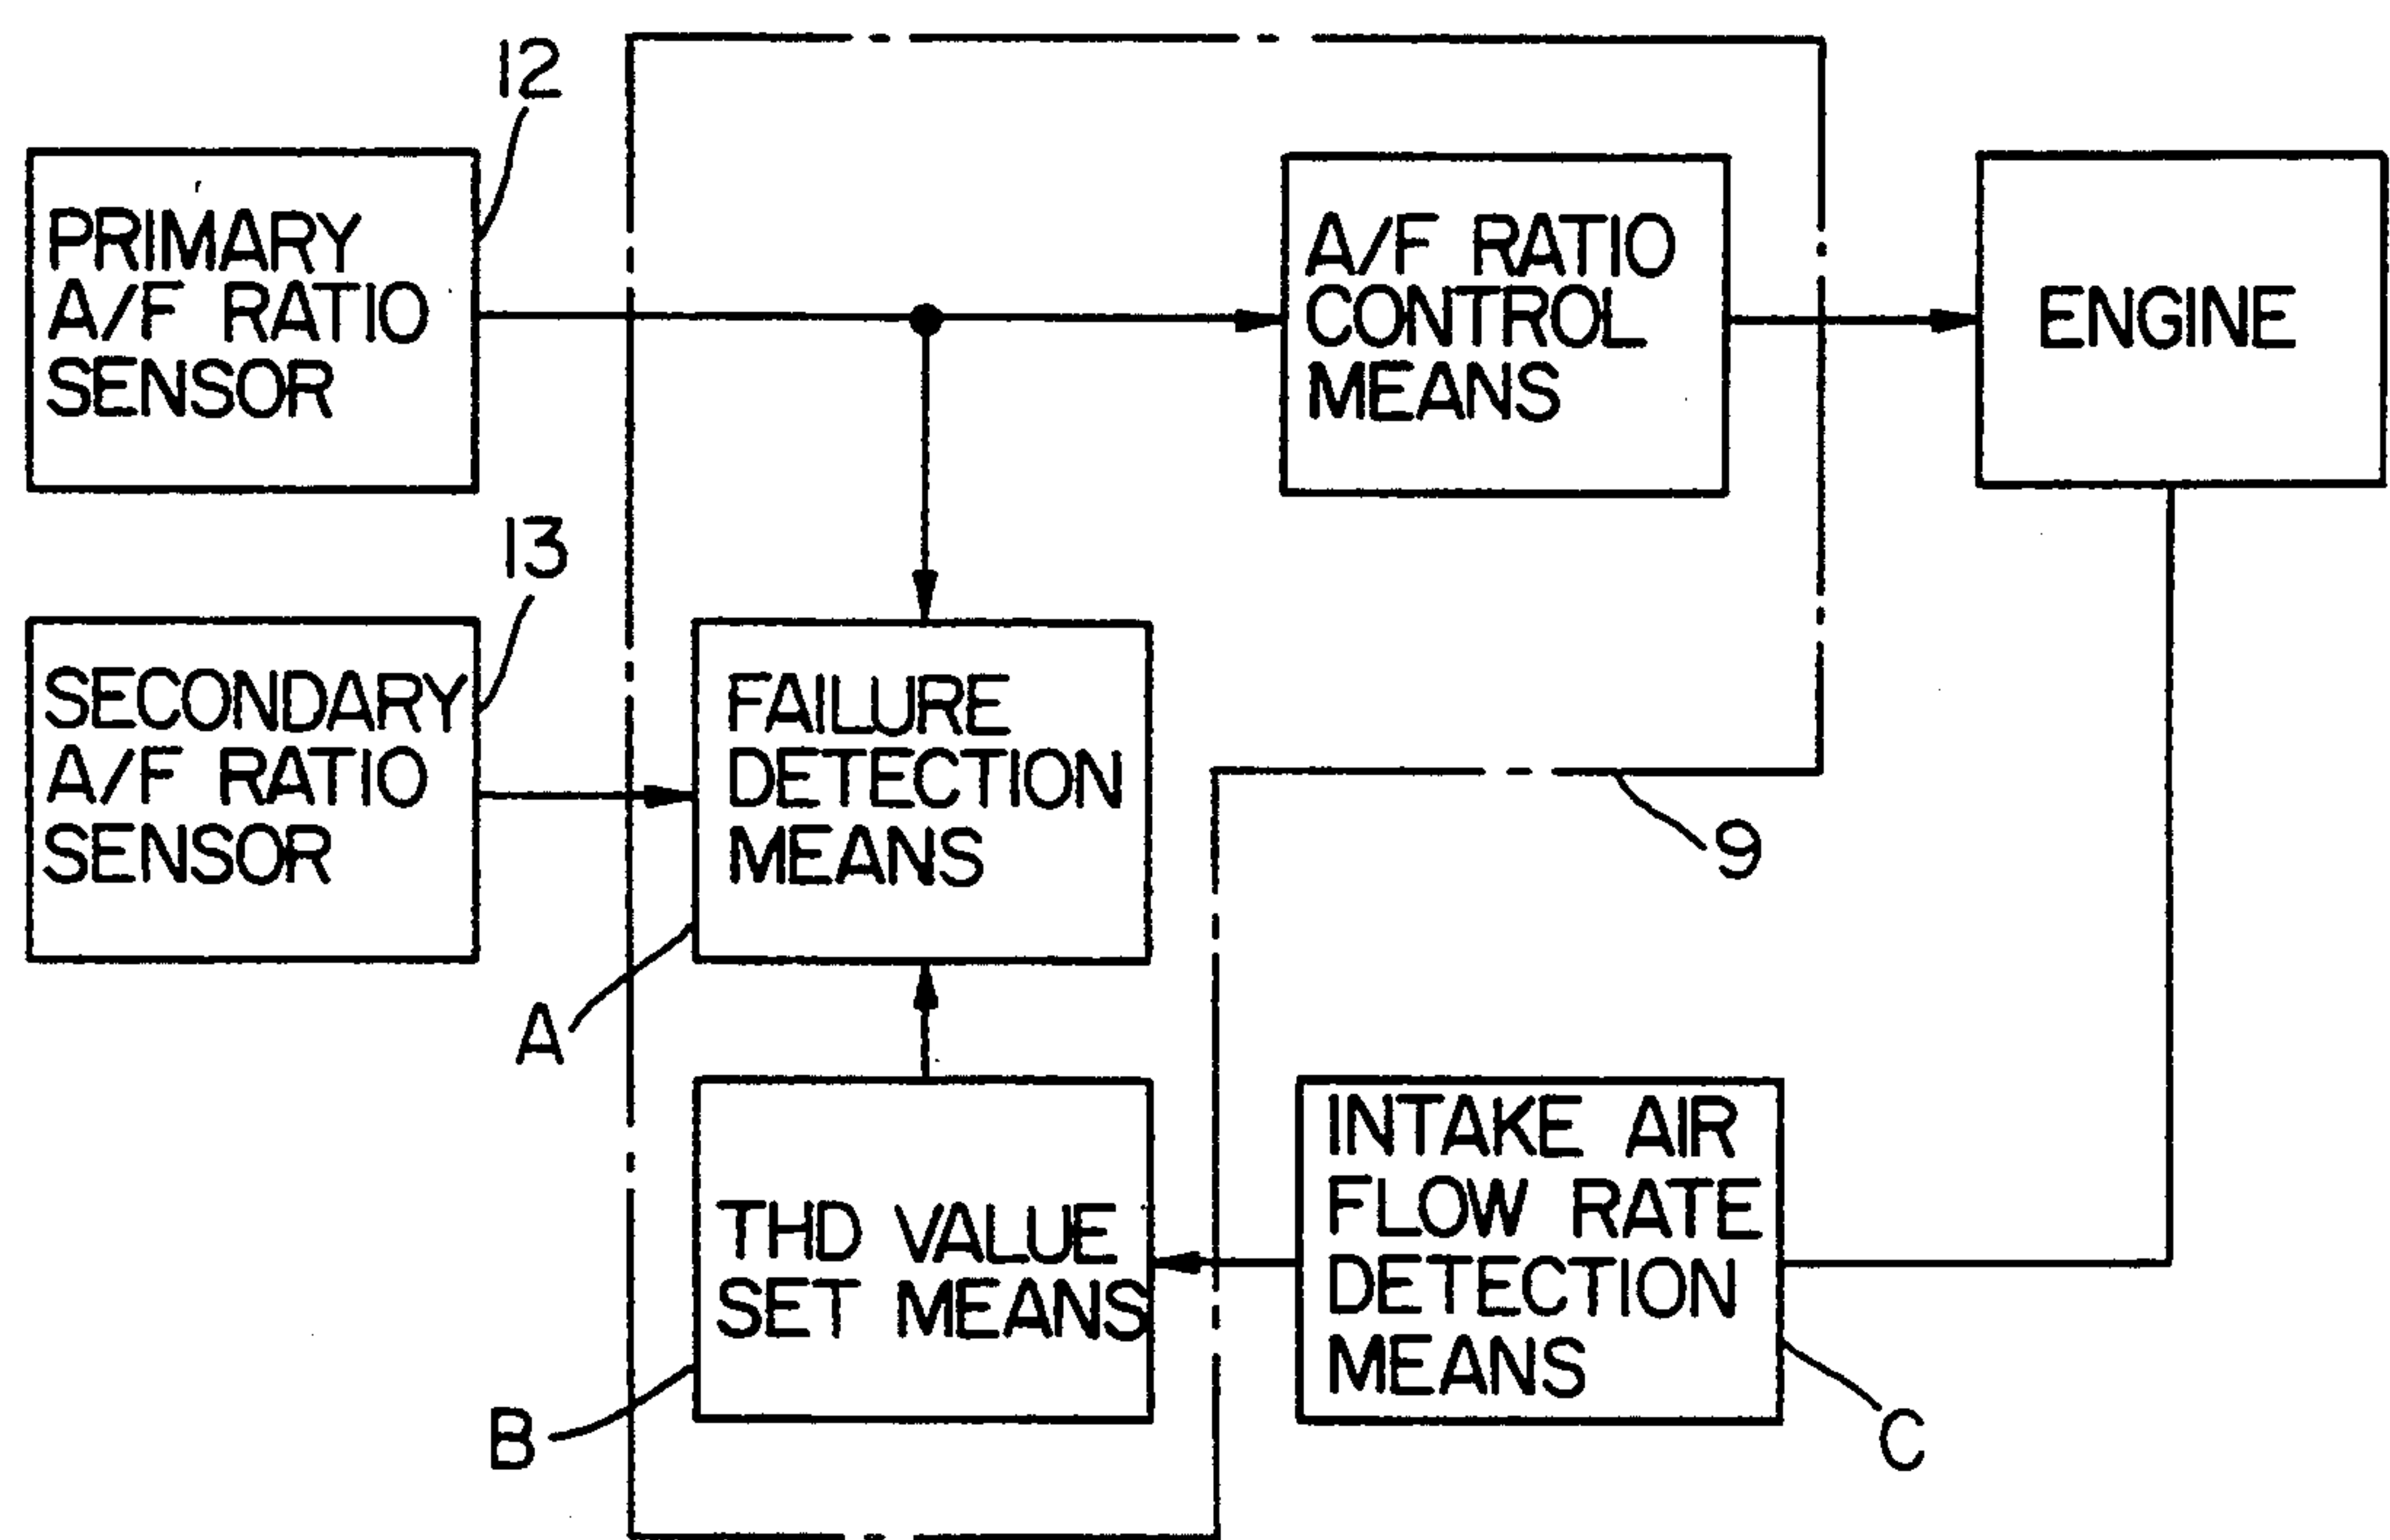 12
PRIMARY
A/F RATIO
SENSOR
A/F RATIO
CONTROL
MEANS
ENGINE
13
SECONDARY
A/F RATIO
SENSOR
FAILURE
DETECTION
MEANS
9
A
THD VALUE
SET MEANS
INTAKE AIR
FLOW RATE
DETECTION
MEANS
B
C